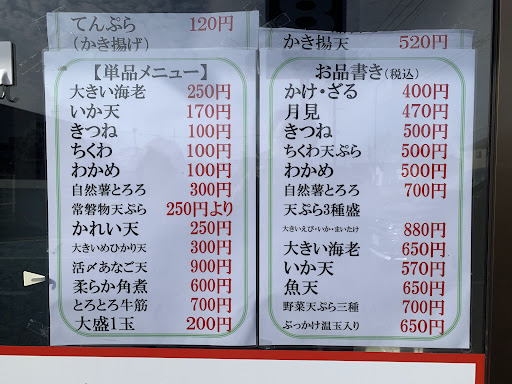 てんぷら 120円
(かき揚げ)
【単品メニュー】
大きい海老 250円
いか天 170円
きつね 100円
ちくわ 100円
わかめ 100円
自然薯とろろ 300円
常磐物天ぷら 250円より
かれい天 250円
大きいめひかり天 300円
活〆あなご天 900円
柔らか角煮 600円
とろとろ牛筋 700円
大盛1玉 200円
かき揚天 520円
お品書き(税込)
かけ・ざる 400円
月見 470円
きつね 500円
ちくわ天ぷら 500円
わかめ 500円
自然薯とろろ 700円
天ぷら3種盛
大きいえび・いか・まいたけ 880円
大きい海老 650円
いか天 570円
魚天 650円
野菜天ぷら三種 700円
ぶっかけ温玉入り 650円